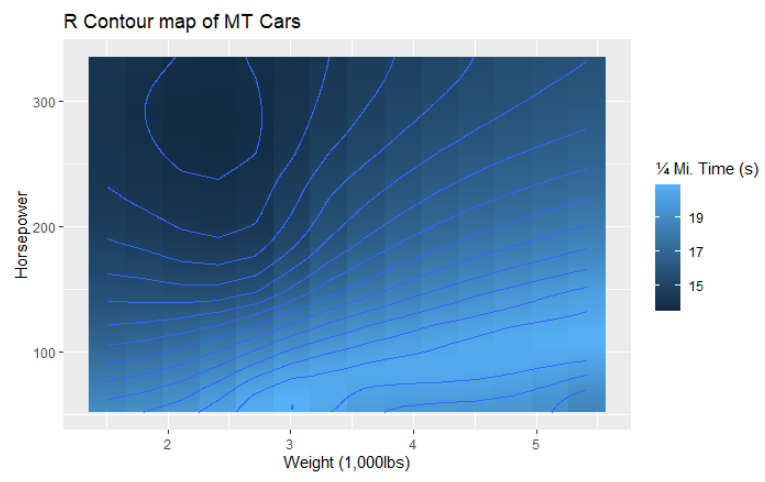 R Contour map of MT Cars
300
200
100
Horsepower
2 3 4 5
Weight (1,000lbs)
¼ Mi. Time (s)
19
17
15